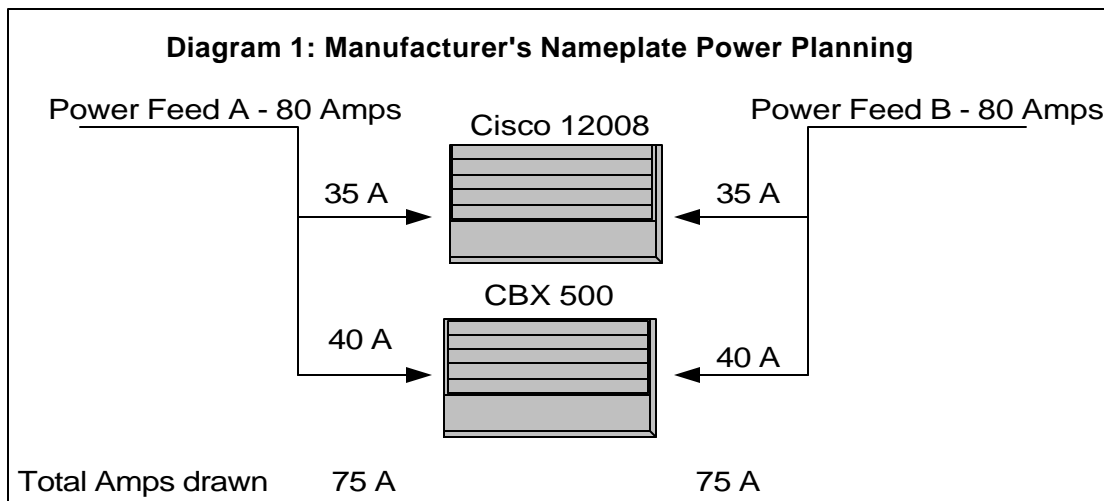 Diagram 1: Manufacturer's Nameplate Power Planning
Power Feed A - 80 Amps
Power Feed B - 80 Amps
Cisco 12008
35 A
35 A
CBX 500
40 A
40 A
Total Amps drawn 75 A 75 A